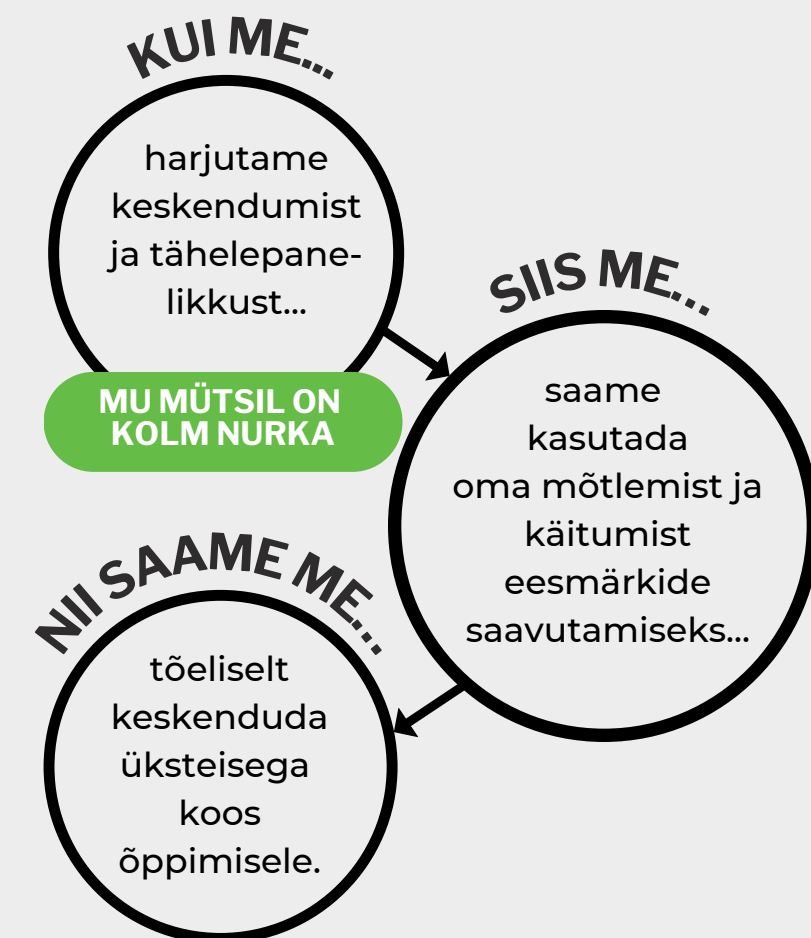 KUI ME...
harjutame
keskendumist
ja tähelepane-
likkust...
MU MÜTSIL ON
KOLM NURKA
SIIS ME...
saame
kasutada
oma mõtlemist ja
käitumist
eesmärkide
saavutamiseks...
NII SAAME ME...
tõeliselt
keskenduda
üksteisega
koos
õppimisele.